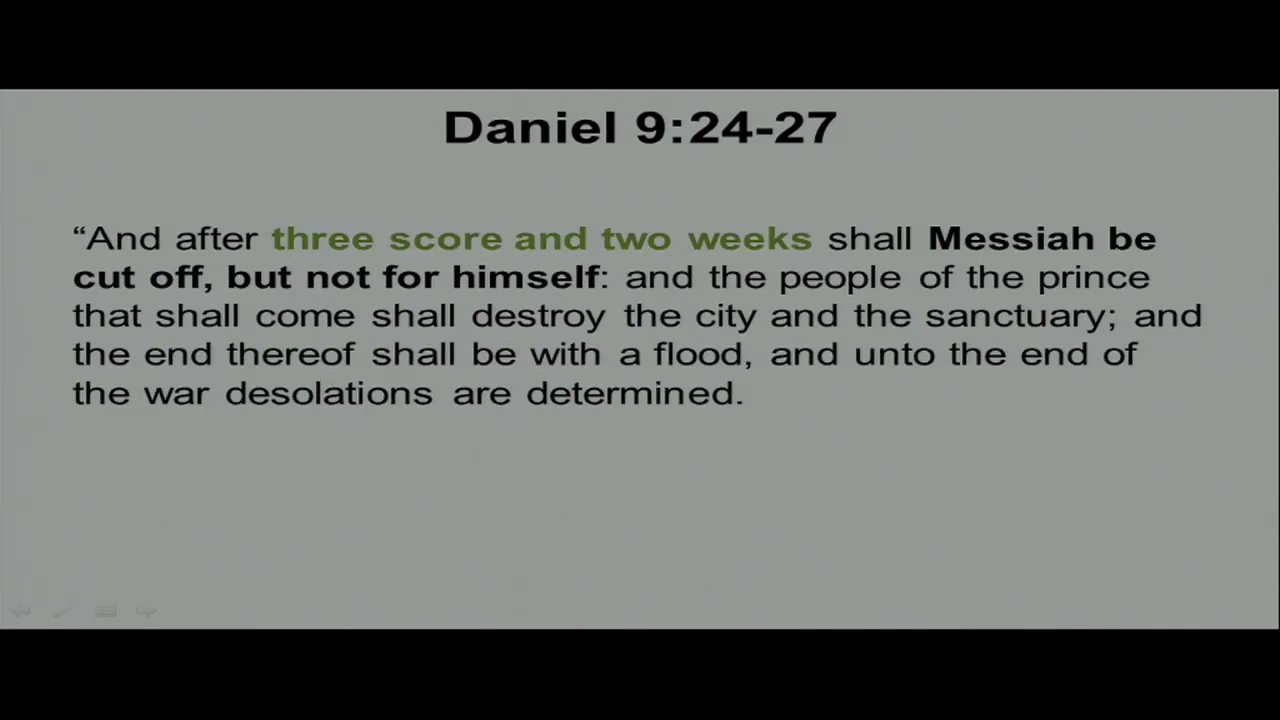 Daniel 9:24-27
“And after three score and two weeks shall Messiah be
cut off, but not for himself: and the people of the prince
that shall come shall destroy the city and the sanctuary; and
the end thereof shall be with a flood, and unto the end of
the war desolations are determined.